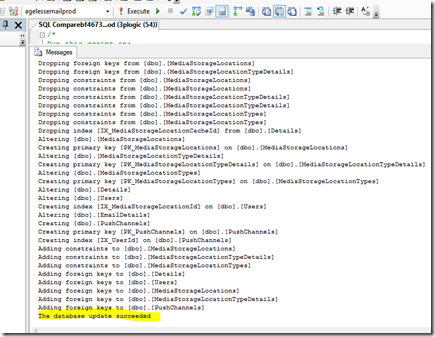 agelessemailprod
Execute
SQL Comparebf4673...od (3plogic (54))
/*
Messages
Dropping foreign keys from [dbo].[MediaStorageLocations]
Dropping foreign keys from [dbo].[MediaStorageLocationTypeDetails]
Dropping constraints from [dbo].[MediaStorageLocations]
Dropping constraints from [dbo].[MediaStorageLocations]
Dropping constraints from [dbo].[MediaStorageLocationTypeDetails]
Dropping constraints from [dbo].[MediaStorageLocationTypeDetails]
Dropping constraints from [dbo].[MediaStorageLocationTypes]
Dropping index [IX_MediaStorageLocationCacheId] from [dbo].[Details]
Altering [dbo].[MediaStorageLocations]
Creating primary key [PK_MediaStorageLocations] on [dbo].[MediaStorageLocations]
Altering [dbo].[MediaStorageLocationTypeDetails]
Creating primary key [PK_MediaStorageLocationTypeDetails] on [dbo].[MediaStorageLocationTypeDetails]
Altering [dbo].[MediaStorageLocationTypes]
Creating primary key [PK_MediaStorageLocationTypes] on [dbo].[MediaStorageLocationTypes]
Altering [dbo].[Details]
Altering [dbo].[Users]
Creating index [IX_MediaStorageLocationId] on [dbo].[Users]
Altering [dbo].[EmailDetails]
Creating [dbo].[PushChannels]
Creating primary key [PK_PushChannels] on [dbo].[PushChannels]
Creating index [IX_UserId] on [dbo].[PushChannels]
Adding constraints to [dbo].[MediaStorageLocations]
Adding constraints to [dbo].[MediaStorageLocationTypeDetails]
Adding constraints to [dbo].[MediaStorageLocationTypes]
Adding foreign keys to [dbo].[Details]
Adding foreign keys to [dbo].[Users]
Adding foreign keys to [dbo].[MediaStorageLocations]
Adding foreign keys to [dbo].[MediaStorageLocationTypeDetails]
Adding foreign keys to [dbo].[PushChannels]
The database update succeeded